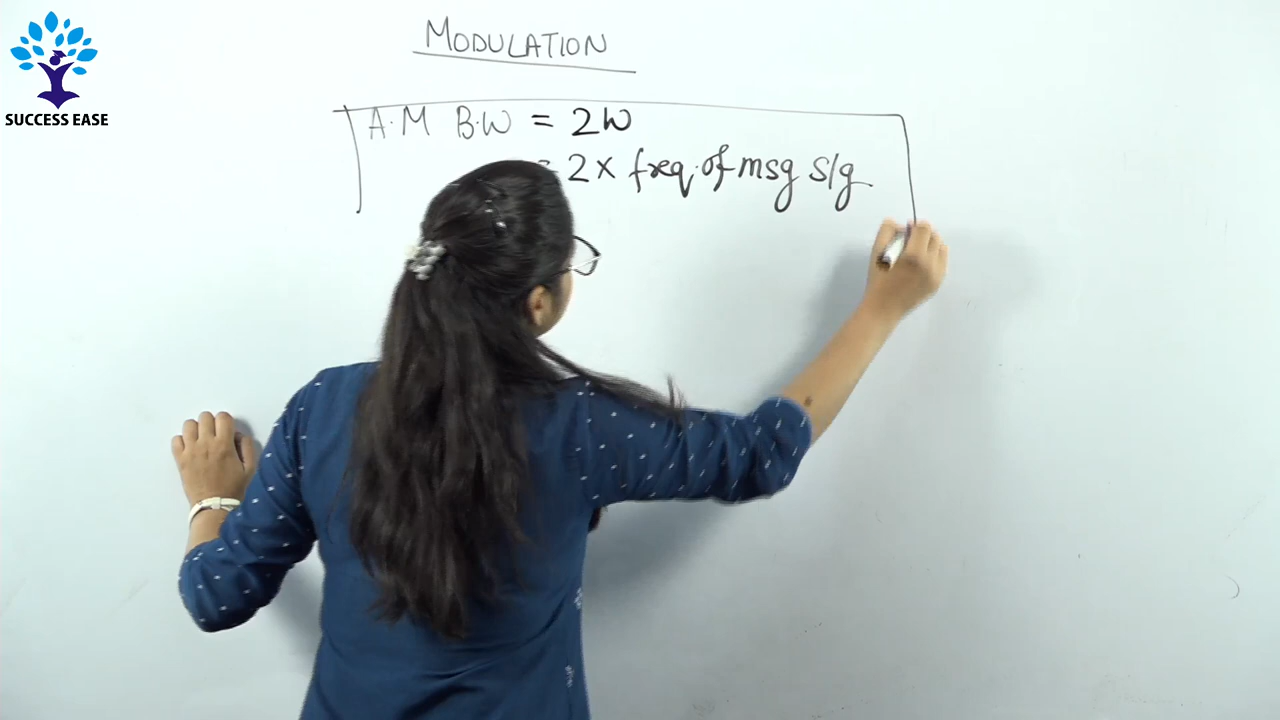 SUCCESS EASE
MODULATION
A.M B.W = 2W
= 2 x freq. of msg s/g